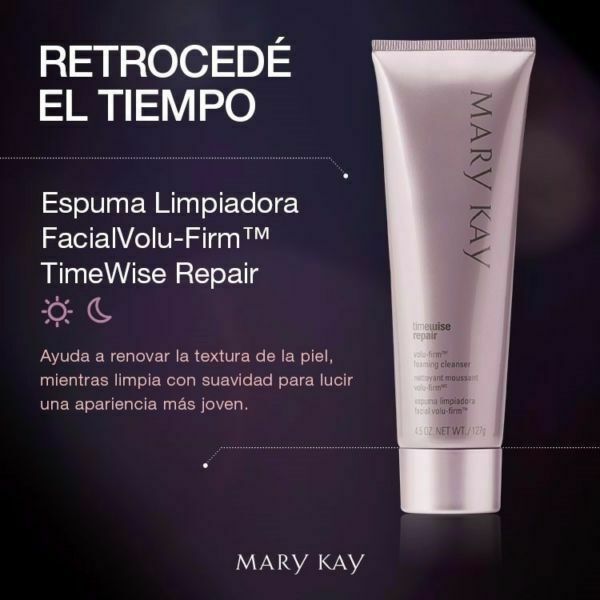 RETROCEDÉ
EL TIEMPO
Espuma Limpiadora
FacialVolu-Firm™
TimeWise Repair
Ayuda a renovar la textura de la piel,
mientras limpia con suavidad para lucir
una apariencia más joven.
MARY KAY
timewise
repair
volu-firm™
foaming cleanser
nettoyant moussant
volu-firmᴹᴰ
espuma limpiadora
facial volu-firm™
4.5 OZ. NET WT. / 127g
MARY KAY